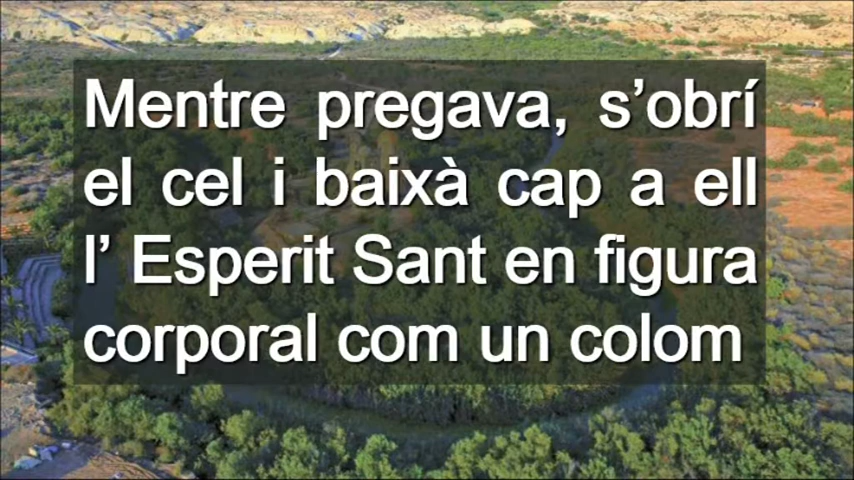 Mentre pregava, s’obrí
el cel i baixà cap a ell
l’ Esperit Sant en figura
corporal com un colom